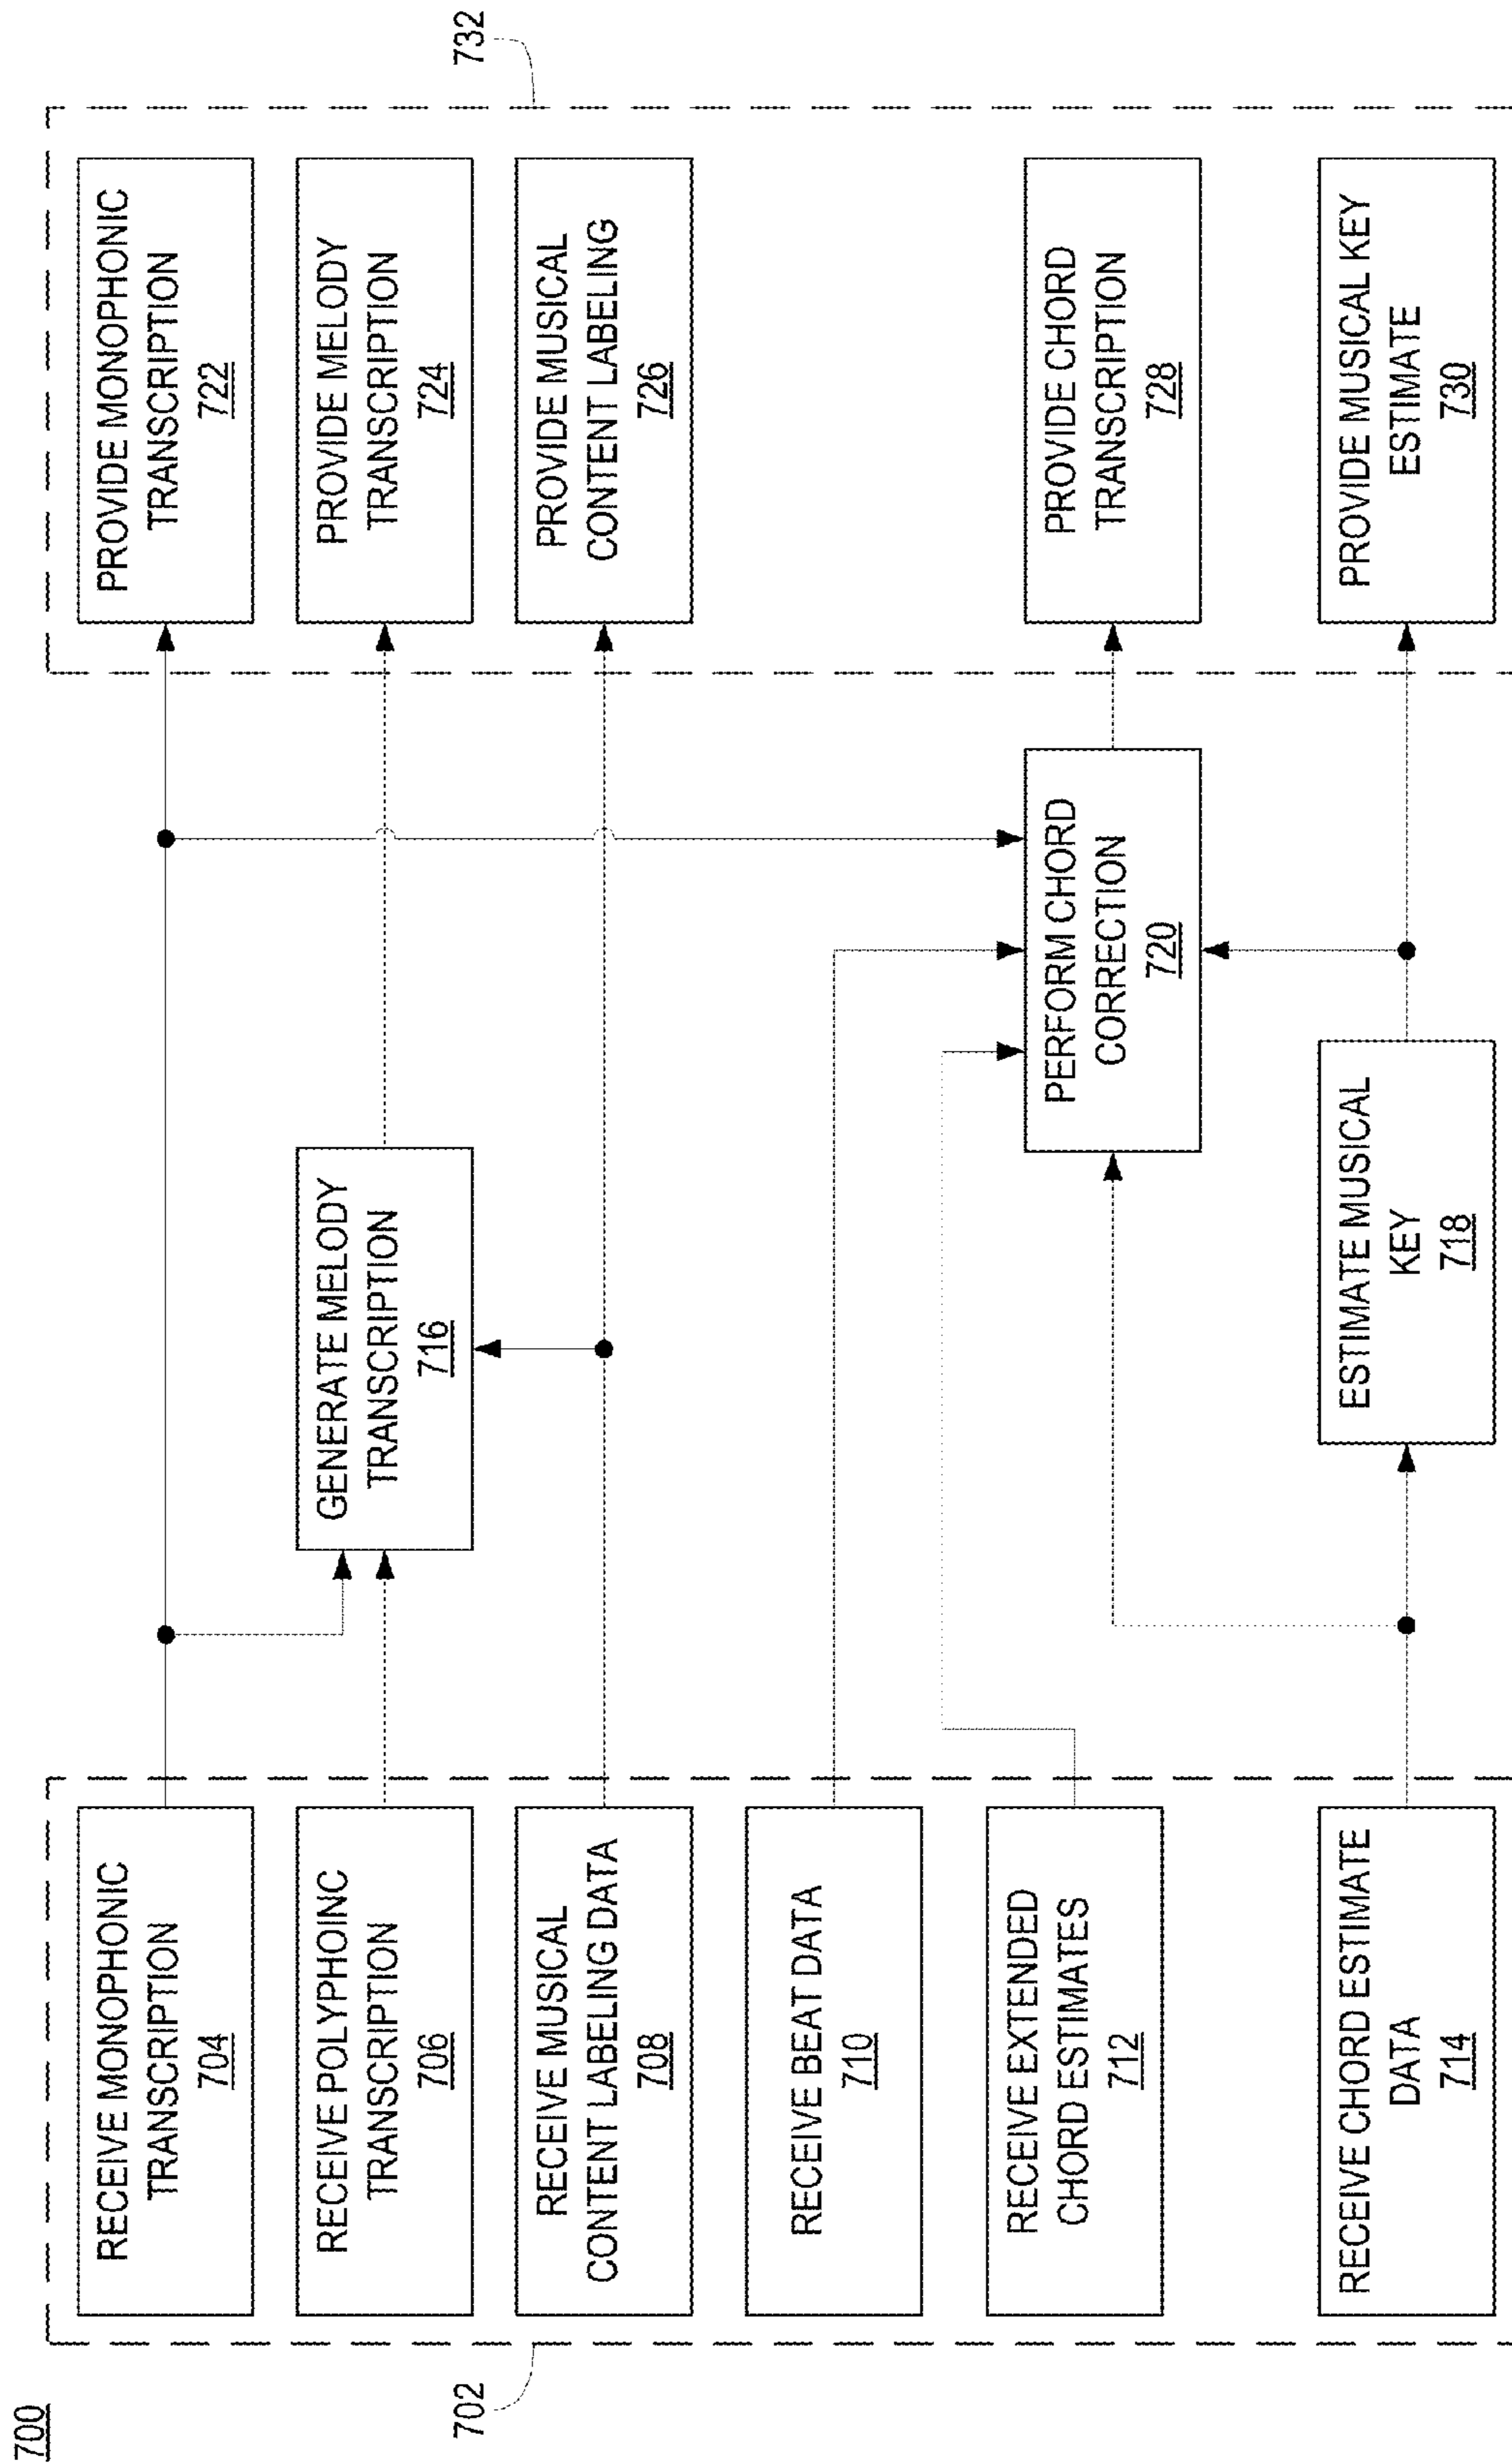 700
702
RECEIVE MONOPHONIC
TRANSCRIPTION
704
RECEIVE POLYPHOINC
TRANSCRIPTION
706
RECEIVE MUSICAL
CONTENT LABELING DATA
708
RECEIVE BEAT DATA
710
RECEIVE EXTENDED
CHORD ESTIMATES
712
RECEIVE CHORD ESTIMATE
DATA
714
GENERATE MELODY
TRANSCRIPTION
716
ESTIMATE MUSICAL
KEY
718
PERFORM CHORD
CORRECTION
720
PROVIDE MONOPHONIC
TRANSCRIPTION
722
PROVIDE MELODY
TRANSCRIPTION
724
PROVIDE MUSICAL
CONTENT LABELING
726
PROVIDE CHORD
TRANSCRIPTION
728
PROVIDE MUSICAL KEY
ESTIMATE
730
732